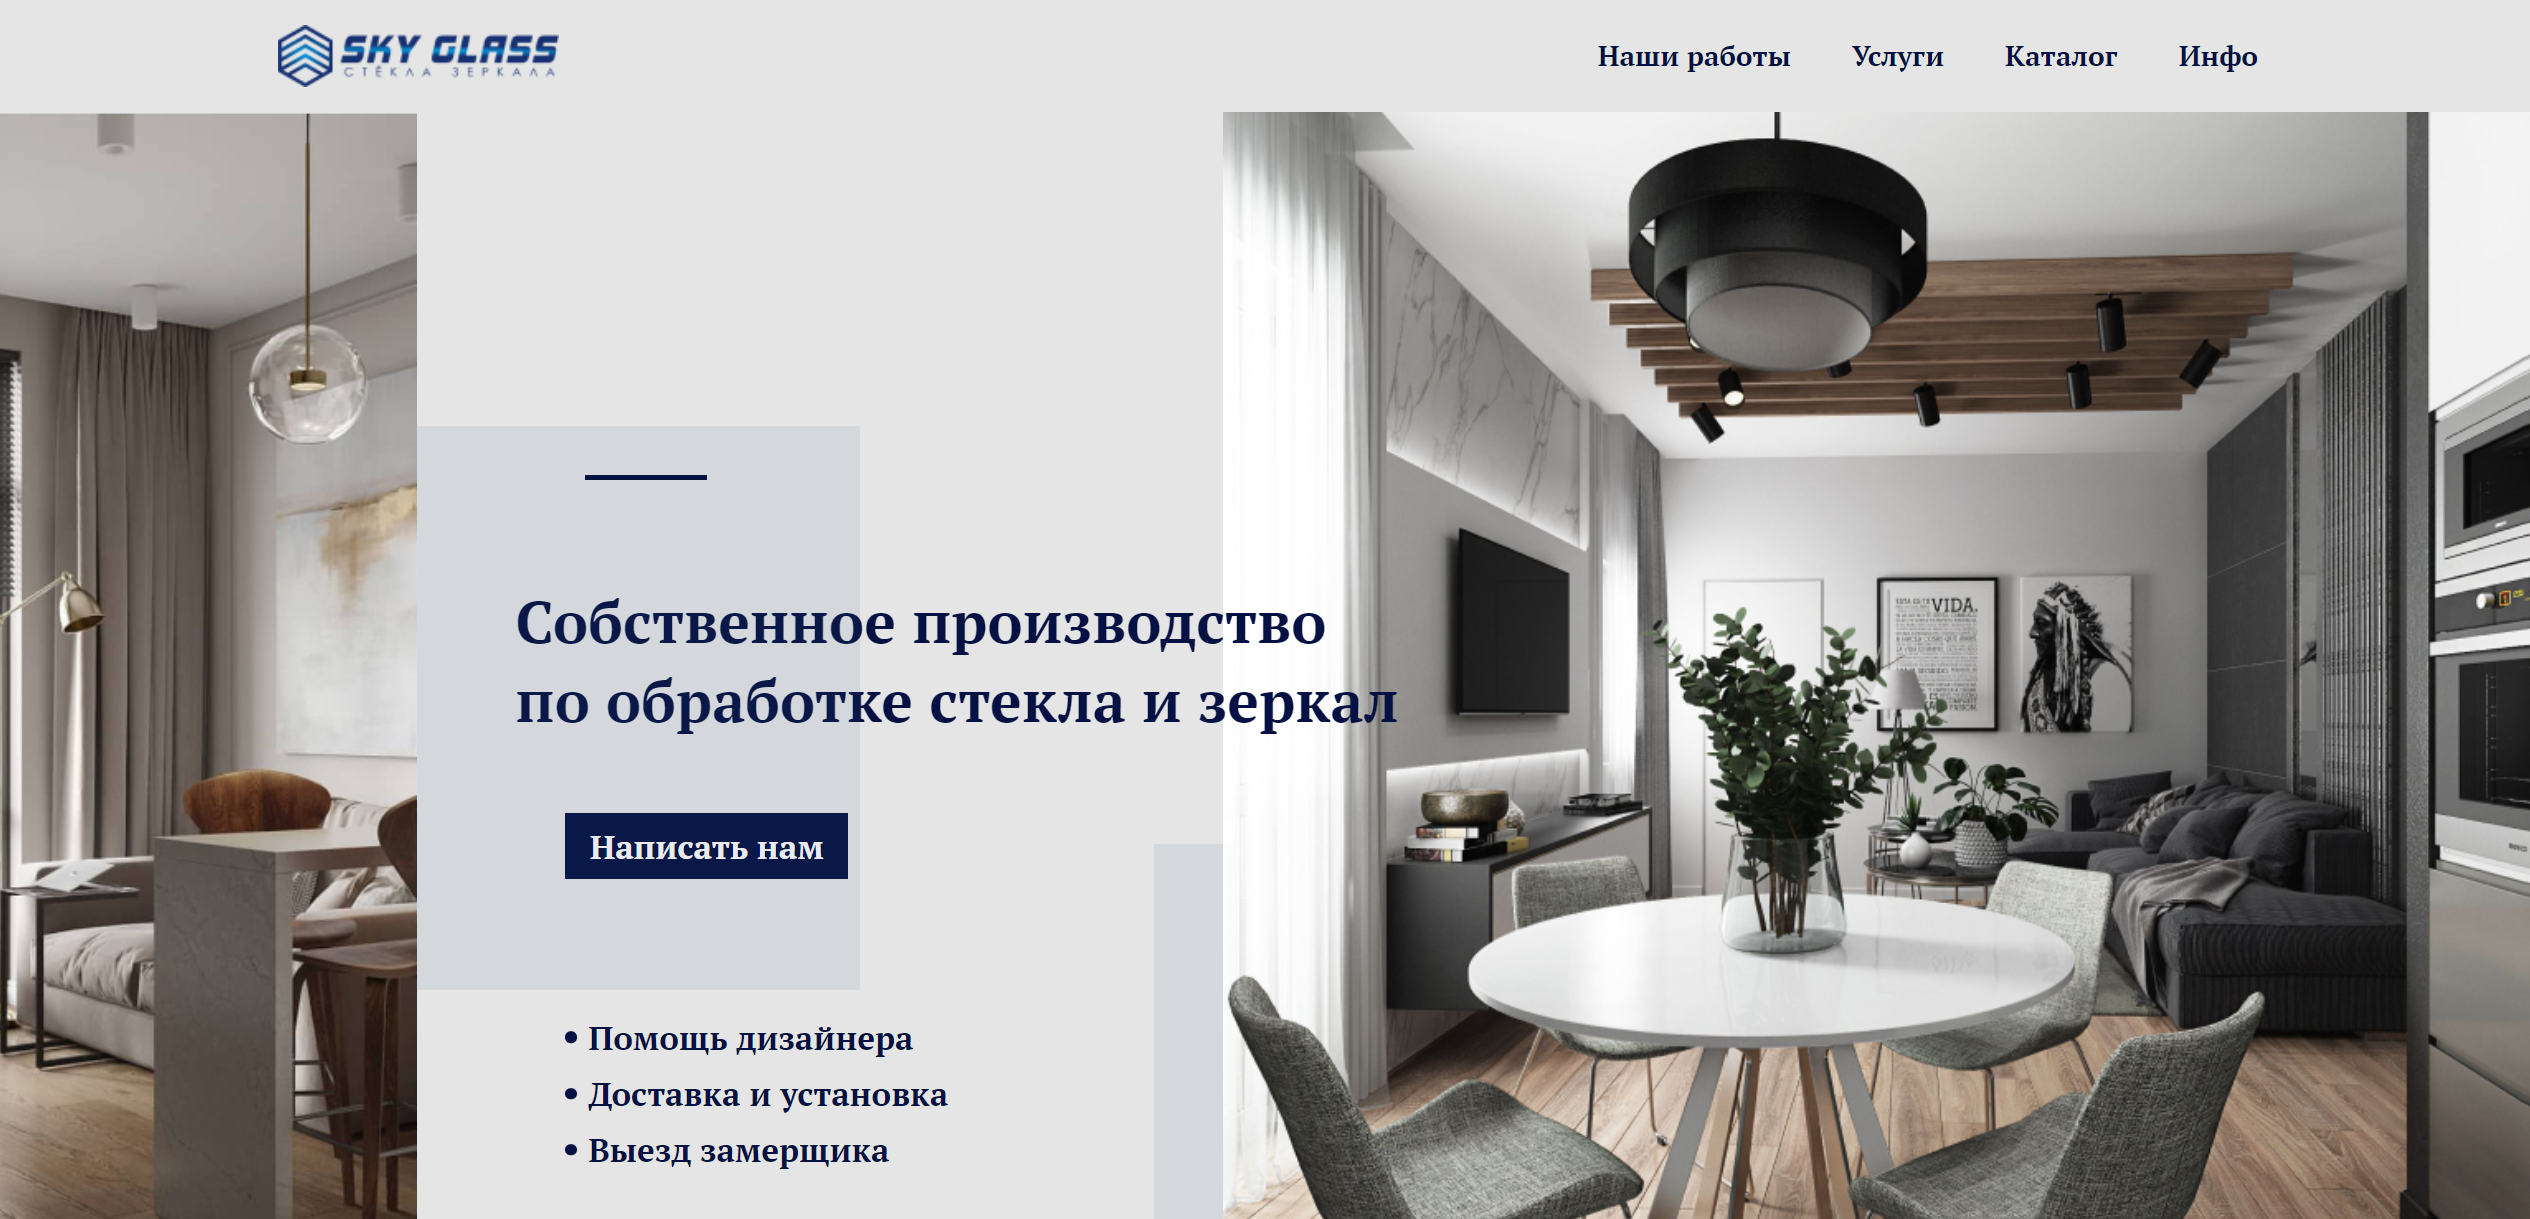 SKY GLASS
СТЁКЛА ЗЕРКАЛА
Наши работы Услуги Каталог Инфо
Собственное производство
по обработке стекла и зеркал
Написать нам
• Помощь дизайнера
• Доставка и установка
• Выезд замерщика
VIDA.